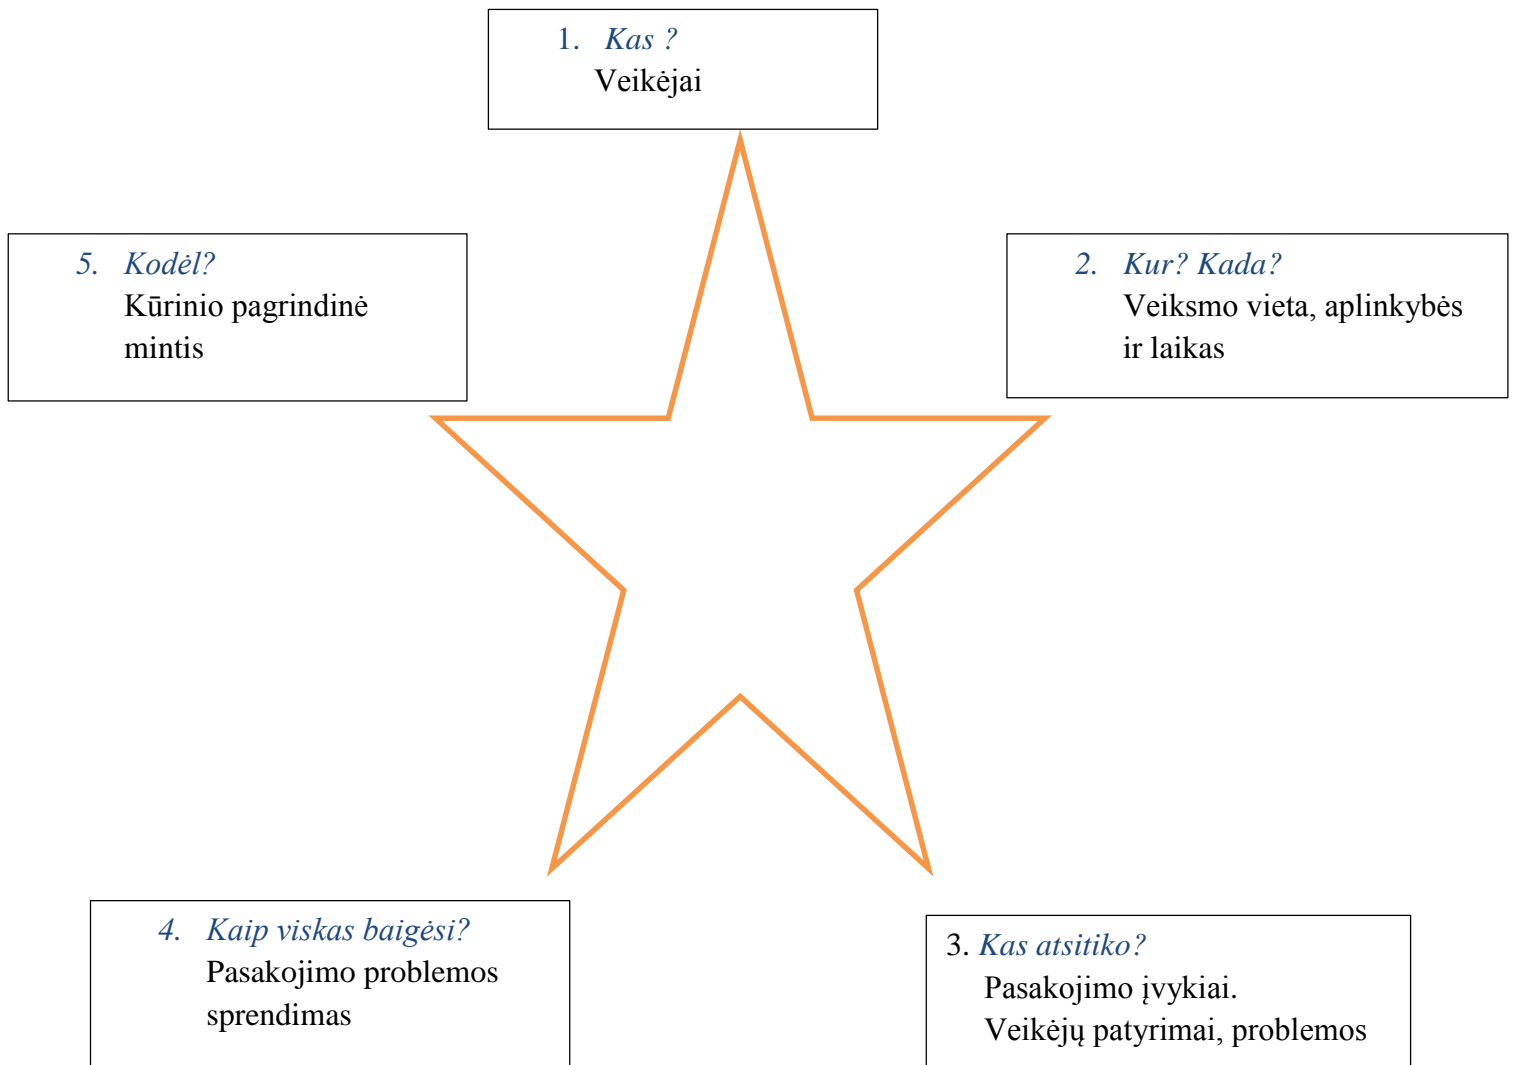 1. Kas ?
Veikėjai
5. Kodėl?
Kūrinio pagrindinė
mintis
2. Kur? Kada?
Veiksmo vieta, aplinkybės
ir laikas
4. Kaip viskas baigėsi?
Pasakojimo problemos
sprendimas
3. Kas atsitiko?
Pasakojimo įvykiai.
Veikėjų patyrimai, problemos